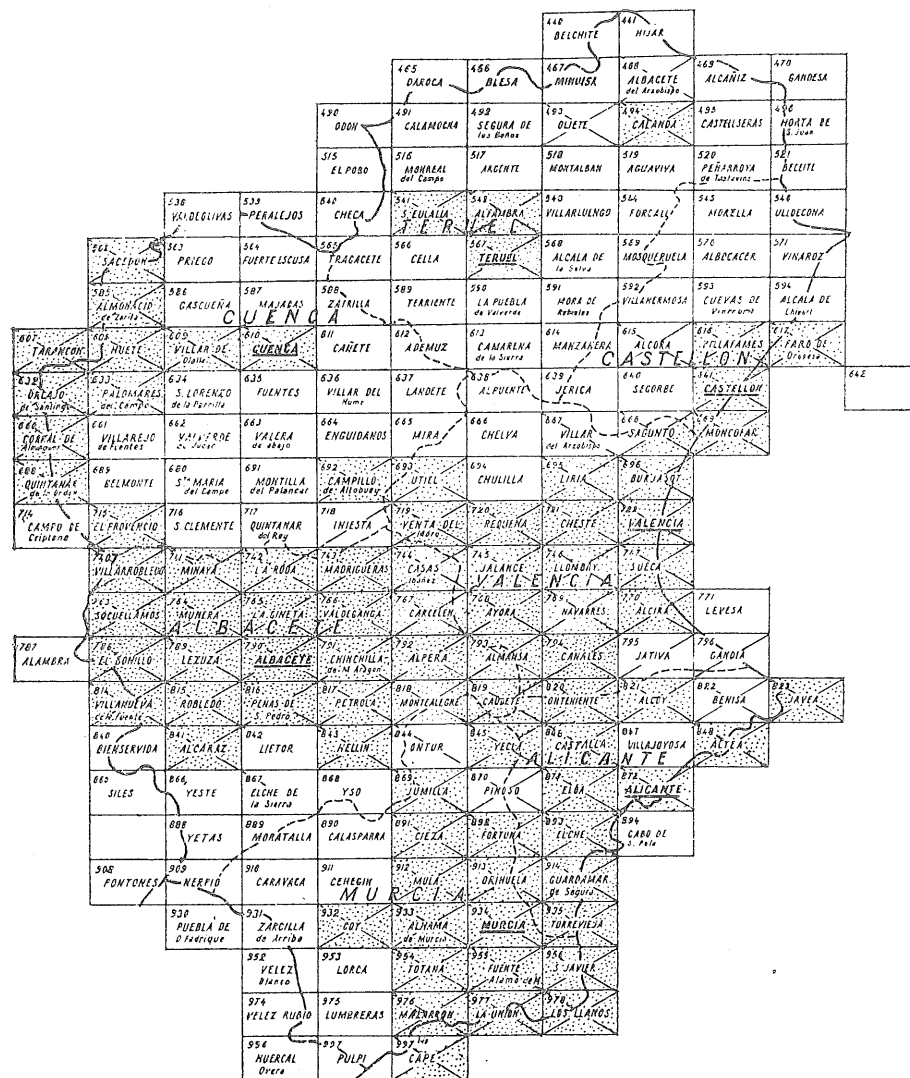 440 441
BELCHITE HIJAR
465 466 467 468 469 470
DAROCA BLESA MUNIESA ALBACETE ALCAÑIZ GANDESA
del Arzobispo
490 491 492 493 494 495 496
ODON CALAMOCHA SEGURA DE OLIETE CALANDA CASTELLSERAS HORTA DE
los Baños S. Juan
515 516 517 518 519 520 521
EL POBO MONREAL ARGENTE MONTALBAN AGUAVIVA PEÑARROYA BECEITE
del Campo de Tastavins
538 539 540 541 542 543 544 545 546
VALDEOLIVAS PERALEJOS CHECA S. EULALIA ALFAMBRA VILLARLUENGO FORCALL MORELLA ULLDECONA
TERUEL
562 563 564 565 566 567 568 569 570 571
SACEDON PRIEGO FUERTESCUSA TRAGACETE CELLA TERUEL ALCALA DE MOSQUERUELA ALBOCACER VINAROZ
la Selva
585 586 587 588 589 590 591 592 593 594
ALMONACID GASCUEÑA MAJADAS ZAFRILLA TERRIENTE LA PUEBLA MORA DE VILLAHERMOSA CUEVAS DE ALCALA DE
de Zorita de Valverde Rubielos Vinroma Chivert
CUENCA
607 608 609 610 611 612 613 614 615 616 617
TARANCON HUETE VILLAR DE CUENCA CAÑETE ADEMUZ CAMARENA MANZANERA ALCORA VILLAFAMES FARO DE
Olalla de la Sierra Oropesa
CASTELLON
632 633 634 635 636 637 638 639 640 641 642
PALOMARES S. LORENZO FUENTES VILLAR DEL LANDETE ALPUENTE JERICA SEGORBE CASTELLON
de Santiago del Campo de la Parrilla Humo
660 661 662 663 664 665 666 667 668 669
CORRAL DE VILLAREJO VALVERDE VALERA ENGUIDANOS MIRA CHELVA VILLAR SAGUNTO MONCOFAR
Almaguer de Fuentes de Jucar de Abajo del Arzobispo
688 689 690 691 692 693 694 695 696
QUINTANAR BELMONTE Sta MARIA MONTILLA CAMPILLO UTIEL CHULILLA LIRIA BURJASOT
de la Orden del Campo del Palancar de Altobuey
714 715 716 717 718 719 720 721 722
CAMPO DE EL PROVENCIO S. CLEMENTE QUINTANAR INIESTA VENTA DEL REQUENA CHESTE VALENCIA
Criptana del Rey Moro
740 741 742 743 744 745 746 747
VILLARROBLEDO MINAYA LA RODA MADRIGUERAS CASAS JALANCE LLOMBAY SUECA
Ibañez
VALENCIA
763 764 765 766 767 768 769 770 771
SOCUELLAMOS MUNERA LA GINETA VALDEGANGA CARCELEN AYORA NAVARRES ALCIRA LEVESA
ALBACETE
787 788 789 790 791 792 793 794 795 796
ALAMBRA EL BONILLO LEZUZA ALBACETE CHINCHILLA ALPERA ALMANSA CANALES JATIVA GANDIA
de M. Aragon
814 815 816 817 818 819 820 821 822 823
VILLANUEVA ROBLEDO PEÑAS DE PETROLA MONTEALEGRE CAUDETE ONTENIENTE ALCOY BENISA JAVEA
de la Fuente S. Pedro
840 841 842 843 844 845 846 847 848
BIENSERVIDA ALCARAZ LIETOR HELLIN ONTUR YECLA CASTALLA VILLAJOYOSA ALTEA
ALICANTE
865 866 867 868 869 870 871 872
SILES YESTE ELCHE DE YSO JUMILLA PINOSO ELDA ALICANTE
la Sierra
888 889 890 891 892 893 894
YETAS MORATALLA CALASPARRA CIEZA FORTUNA ELCHE CABO DE
S. Pola
908 909 910 911 912 913 914
PONTONES NERPIO CARAVACA CEHEGIN MULA ORIHUELA GUARDAMAR
de Segura
MURCIA
930 931 932 933 934 935
PUEBLA DE ZARCILLA COY ALHAMA MURCIA TORREVIEJA
D Fadrique de Arriba de Murcia
952 953 954 955 956
VELEZ LORCA TOTANA FUENTE S. JAVIER
Blanco Alamo de M.
974 975 976 977 978
VELEZ RUBIO LUMBRERAS MAZARRON LA UNION LOS LLANOS
996 997 997 bis
HUERCAL PULPI CAPE
Overa